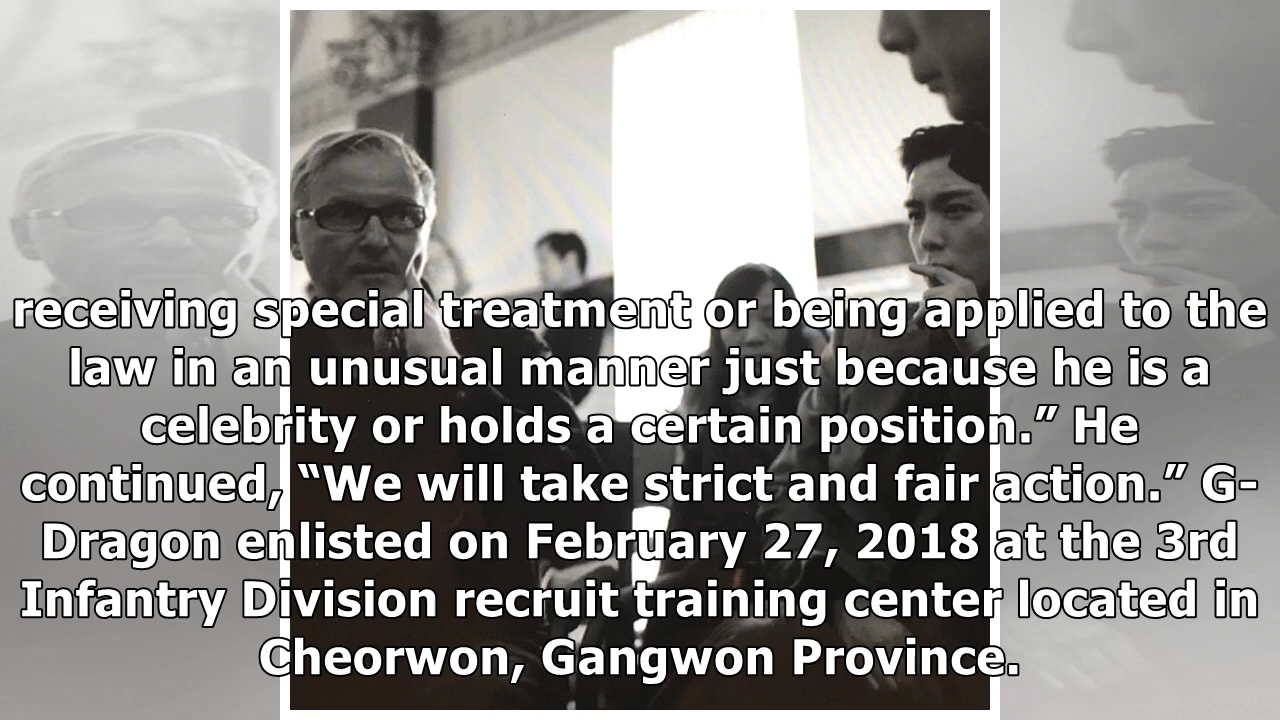 receiving special treatment or being applied to the
law in an unusual manner just because he is a
celebrity or holds a certain position.” He
continued, “We will take strict and fair action.” G-
Dragon enlisted on February 27, 2018 at the 3rd
Infantry Division recruit training center located in
Cheorwon, Gangwon Province.